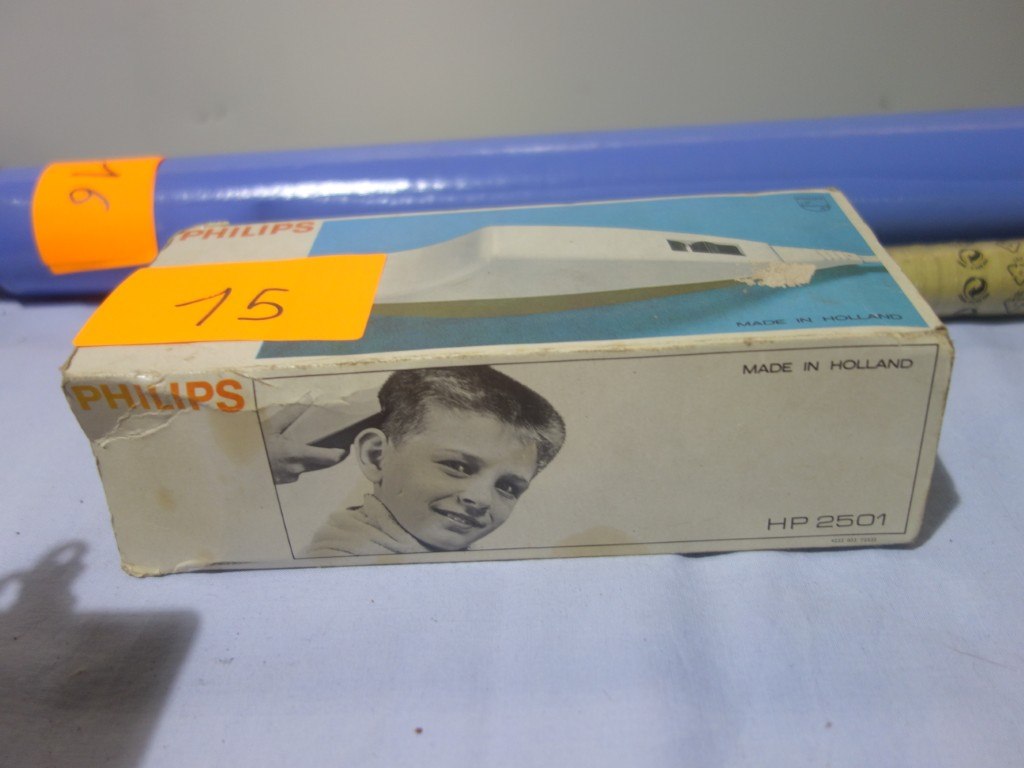 16
PHILIPS
15
MADE IN HOLLAND
PHILIPS
MADE IN HOLLAND
HP 2501